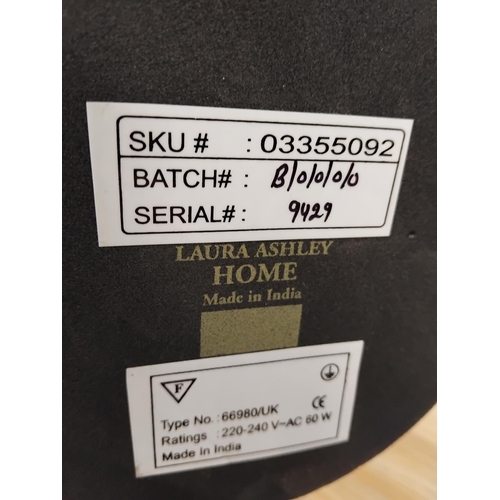 SKU # : 03355092
BATCH# : B/0/0/0/0
SERIAL# : 9429
LAURA ASHLEY
HOME
Made in India
F
Type No. : 66980/UK
CE
Ratings : 220-240 V~AC 60 W
Made in India